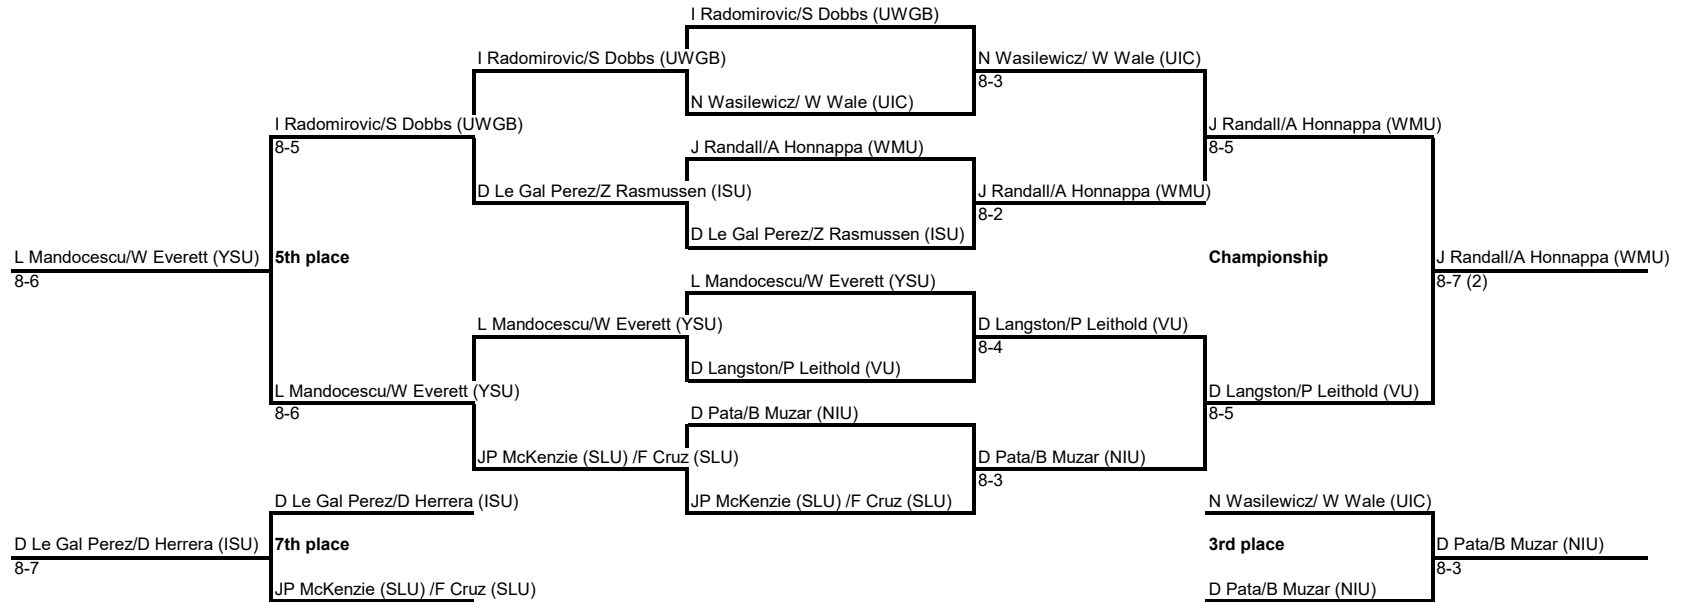 I Radomirovic/S Dobbs (UWGB)
I Radomirovic/S Dobbs (UWGB)
N Wasilewicz/ W Wale (UIC)
8-3
N Wasilewicz/ W Wale (UIC)
I Radomirovic/S Dobbs (UWGB)
8-5
J Randall/A Honnappa (WMU)
8-5
J Randall/A Honnappa (WMU)
D Le Gal Perez/Z Rasmussen (ISU)
J Randall/A Honnappa (WMU)
8-2
D Le Gal Perez/Z Rasmussen (ISU)
L Mandocescu/W Everett (YSU)
8-6
5th place
Championship
J Randall/A Honnappa (WMU)
8-7 (2)
L Mandocescu/W Everett (YSU)
L Mandocescu/W Everett (YSU)
D Langston/P Leithold (VU)
8-4
D Langston/P Leithold (VU)
L Mandocescu/W Everett (YSU)
8-6
D Langston/P Leithold (VU)
8-5
D Pata/B Muzar (NIU)
JP McKenzie (SLU) /F Cruz (SLU)
D Pata/B Muzar (NIU)
8-3
JP McKenzie (SLU) /F Cruz (SLU)
D Le Gal Perez/D Herrera (ISU)
N Wasilewicz/ W Wale (UIC)
D Le Gal Perez/D Herrera (ISU)
8-7
7th place
3rd place
D Pata/B Muzar (NIU)
8-3
JP McKenzie (SLU) /F Cruz (SLU)
D Pata/B Muzar (NIU)